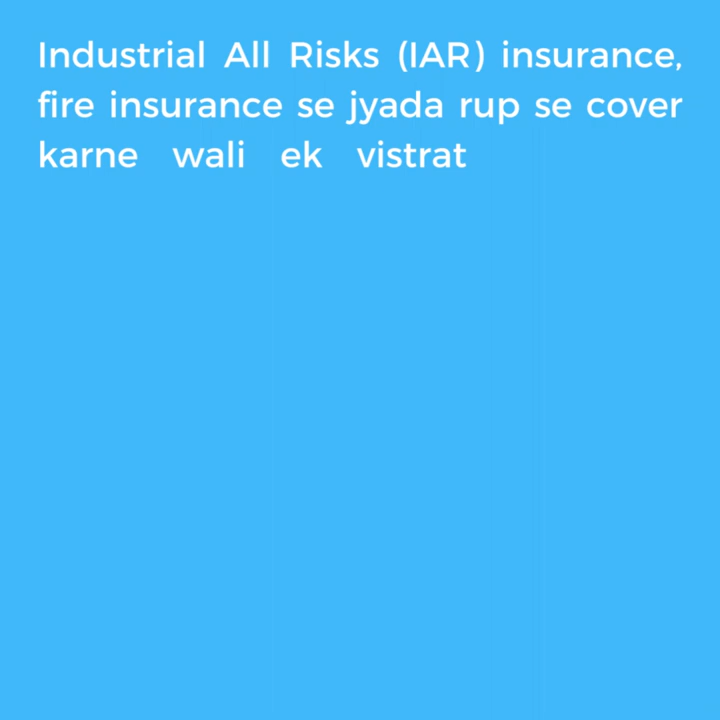 Industrial All Risks (IAR) insurance,
fire insurance se jyada rup se cover
karne wali ek vistrat